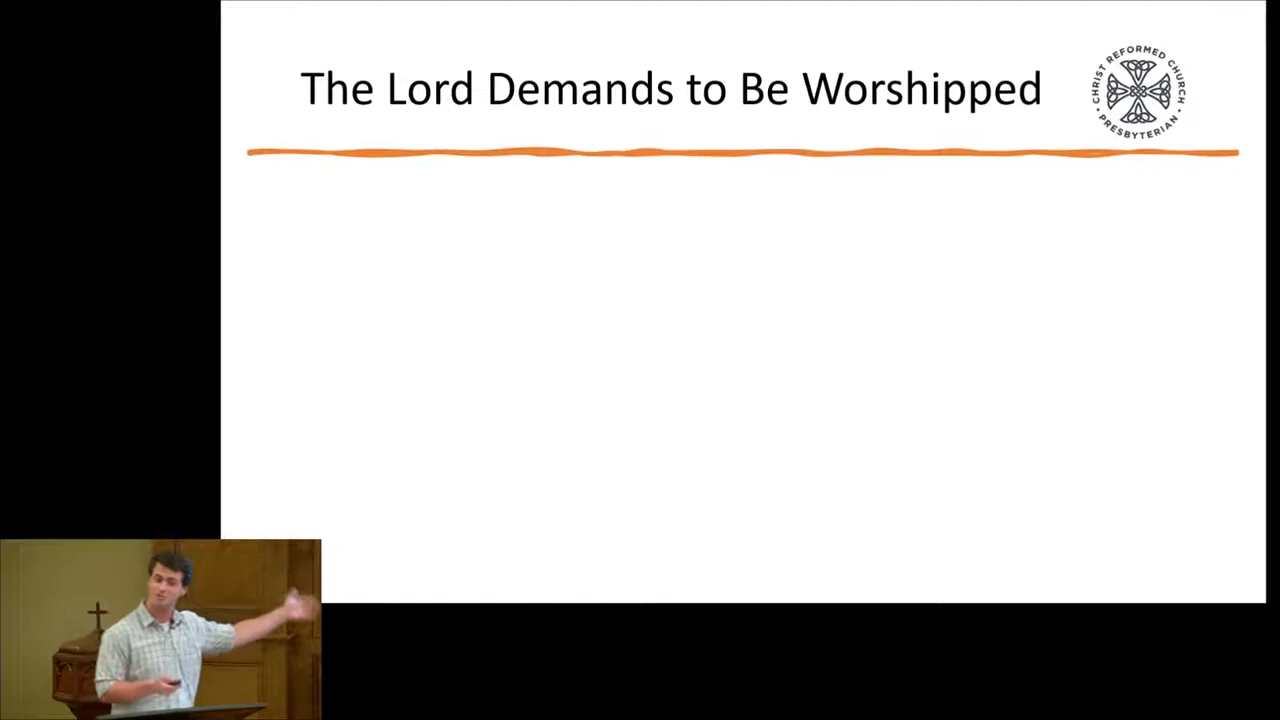 The Lord Demands to Be Worshipped
CHRIST REFORMED CHURCH
• PRESBYTERIAN •